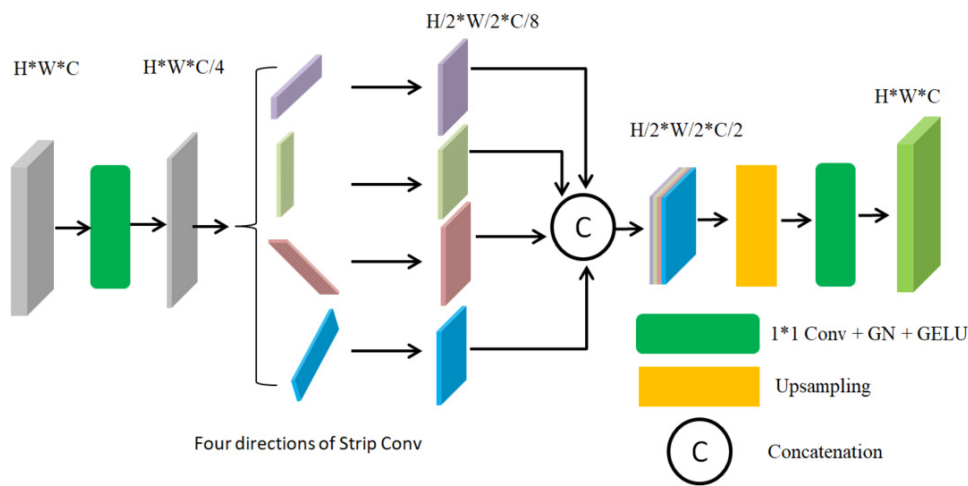 H/2*W/2*C/8
H*W*C
H*W*C/4
H*W*C
H/2*W/2*C/2
C
1*1 Conv + GN + GELU
Upsampling
Four directions of Strip Conv
C
Concatenation